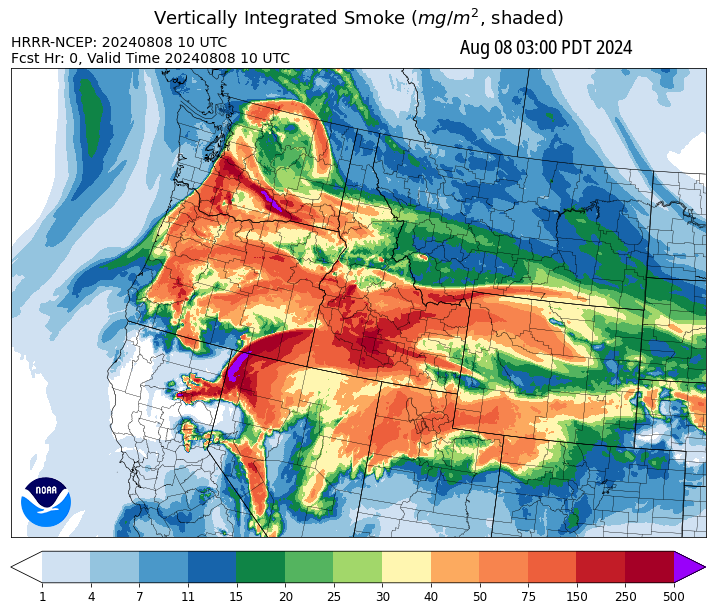 Vertically Integrated Smoke (mg/m², shaded)
HRRR-NCEP: 20240808 10 UTC
Fcst Hr: 0, Valid Time 20240808 10 UTC
Aug 08 03:00 PDT 2024
NOAA
1 4 7 11 15 20 25 30 40 50 75 150 250 500